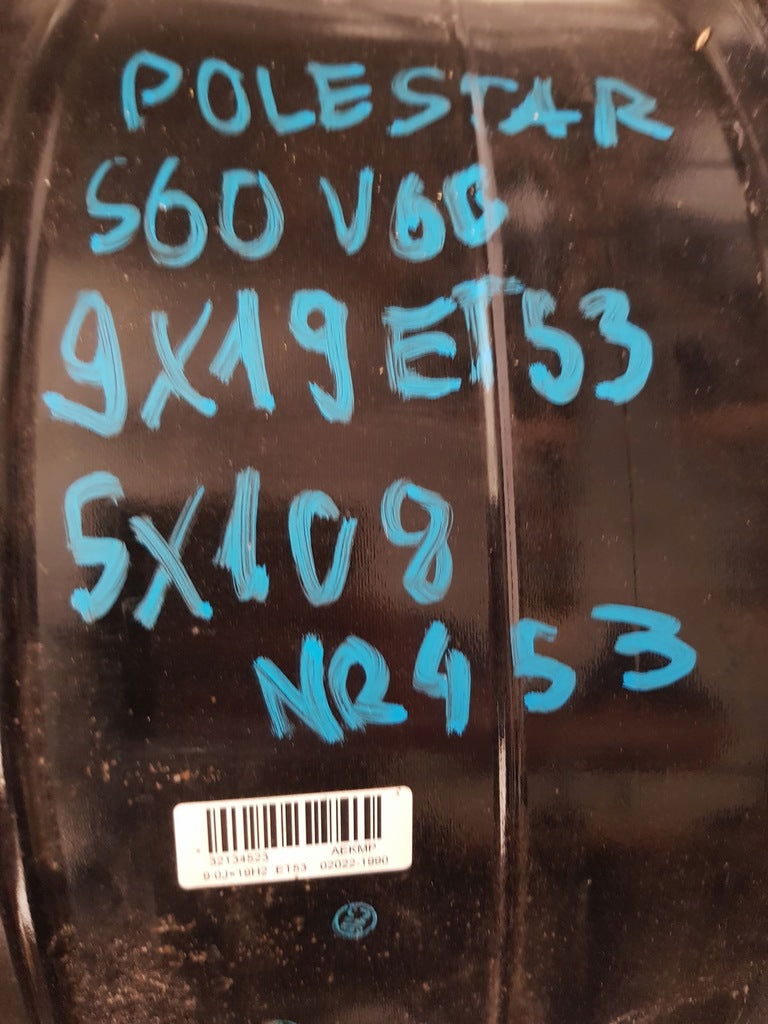 POLESTAR
S60 V60
9X19 ET53
5X108
NR453
32134523 AEKMP
9.0J×19H2 ET53 02022-1990